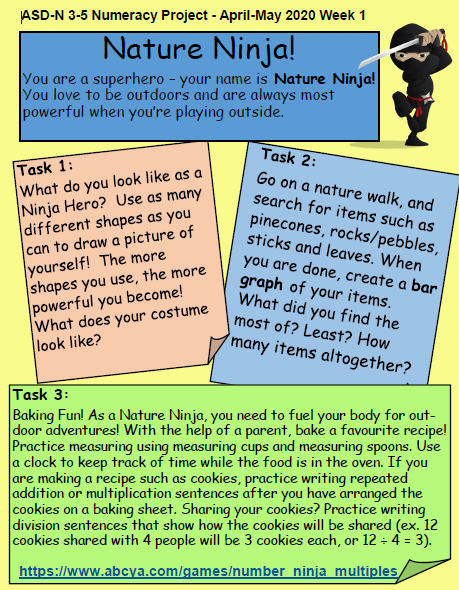 ASD-N 3-5 Numeracy Project - April-May 2020 Week 1
Nature Ninja!
You are a superhero – your name is Nature Ninja!
You love to be outdoors and are always most
powerful when you're playing outside.
Task 1:
What do you look like as a
Ninja Hero? Use as many
different shapes as you
can to draw a picture of
yourself! The more
shapes you use, the more
powerful you become!
What does your costume
look like?
Task 2:
Go on a nature walk, and
search for items such as
pinecones, rocks/pebbles,
sticks and leaves. When
you are done, create a bar
graph of your items.
What did you find the
most of? Least? How
many items altogether?
Task 3:
Baking Fun! As a Nature Ninja, you need to fuel your body for out-
door adventures! With the help of a parent, bake a favourite recipe!
Practice measuring using measuring cups and measuring spoons. Use
a clock to keep track of time while the food is in the oven. If you
are making a recipe such as cookies, practice writing repeated
addition or multiplication sentences after you have arranged the
cookies on a baking sheet. Sharing your cookies? Practice writing
division sentences that show how the cookies will be shared (ex. 12
cookies shared with 4 people will be 3 cookies each, or 12 ÷ 4 = 3).
https://www.abcya.com/games/number_ninja_multiples